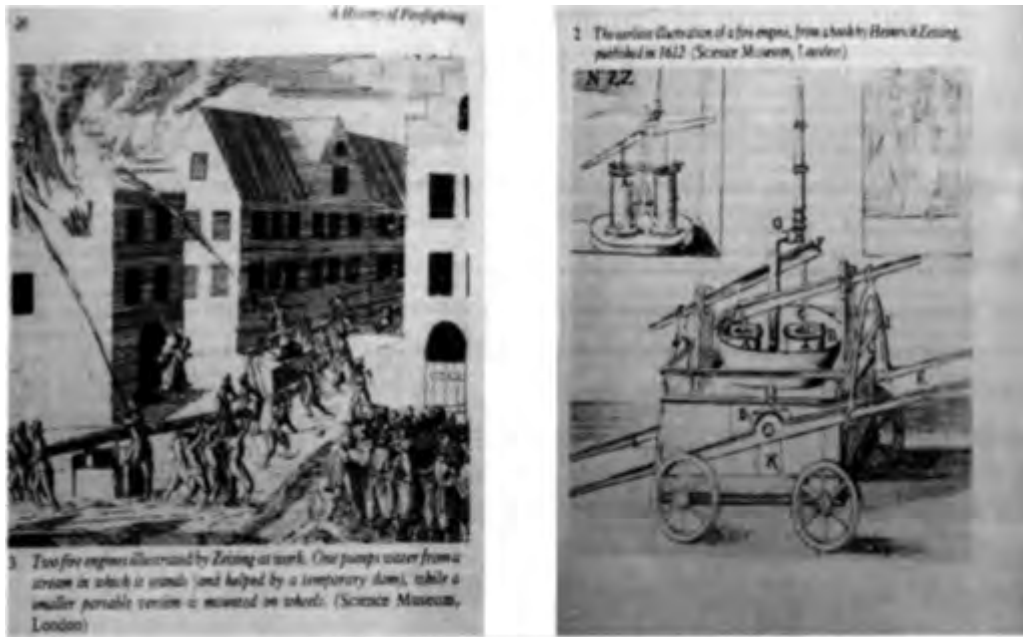 A History of Firefighting
3 Two fire engines illustrated by Zeising at work. One pumps water from a
stream in which it stands (and helped by a temporary dam), while a
smaller portable version is mounted on wheels. (Science Museum,
London)
2 The earliest illustration of a fire engine, from a book by Heinrich Zeising,
published in 1612 (Science Museum, London)
N ZZ.
K